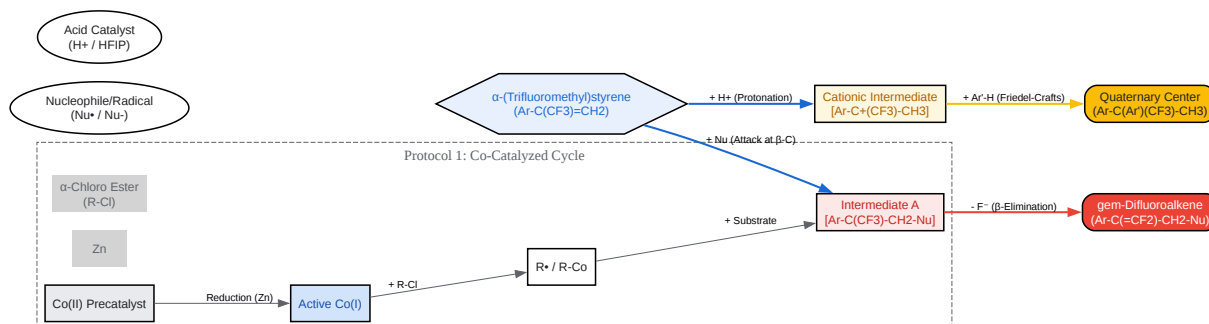 Acid Catalyst
(H+ / HFIP)
Nucleophile/Radical
(Nu• / Nu-)
α-(Trifluoromethyl)styrene
(Ar-C(CF3)=CH2)
+ H+ (Protonation)
Cationic Intermediate
[Ar-C+(CF3)-CH3]
+ Ar'-H (Friedel-Crafts)
Quaternary Center
(Ar-C(Ar')(CF3)-CH3)
+ Nu (Attack at β-C)
Protocol 1: Co-Catalyzed Cycle
α-Chloro Ester
(R-Cl)
Zn
Co(II) Precatalyst
Reduction (Zn)
Active Co(I)
+ R-Cl
R• / R-Co
+ Substrate
Intermediate A
[Ar-C(CF3)-CH2-Nu]
- F⁻ (β-Elimination)
gem-Difluoroalkene
(Ar-C(=CF2)-CH2-Nu)